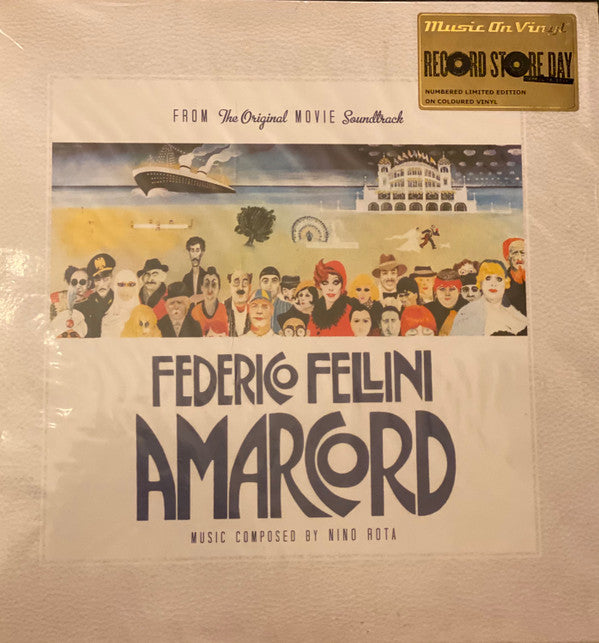 Music On Vinyl
RECORD STORE DAY
NUMBERED LIMITED EDITION
ON COLOURED VINYL
FROM The Original MOVIE Soundtrack
FEDERICO FELLINI
AMARCORD
MUSIC COMPOSED BY NINO ROTA